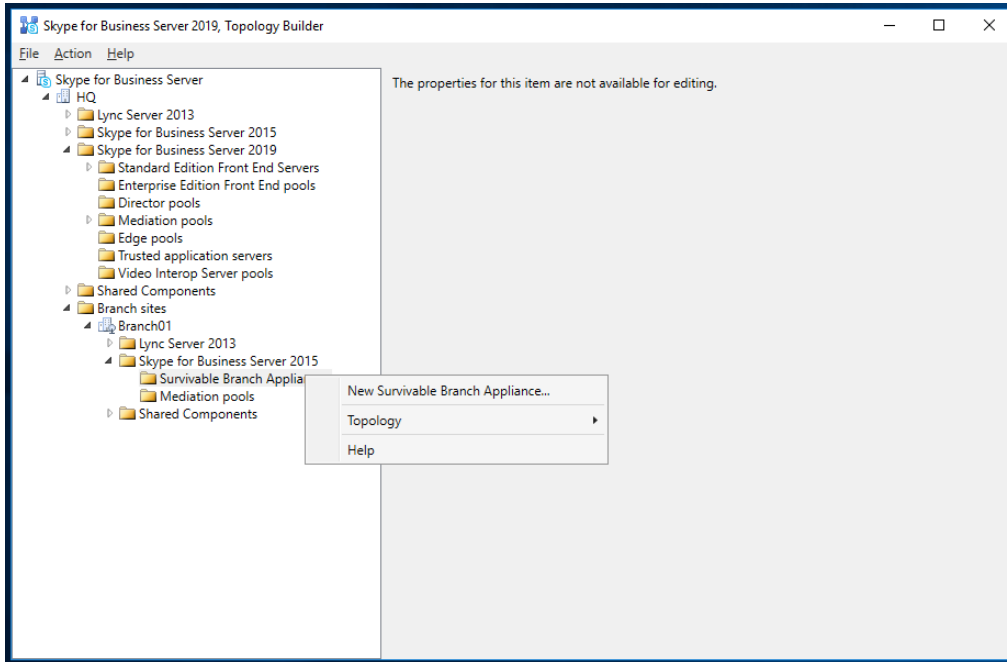 Skype for Business Server 2019, Topology Builder
File Action Help
Skype for Business Server
The properties for this item are not available for editing.
HQ
Lync Server 2013
Skype for Business Server 2015
Skype for Business Server 2019
Standard Edition Front End Servers
Enterprise Edition Front End pools
Director pools
Mediation pools
Edge pools
Trusted application servers
Video Interop Server pools
Shared Components
Branch sites
Branch01
Lync Server 2013
Skype for Business Server 2015
Survivable Branch Applia
Mediation pools
Shared Components
New Survivable Branch Appliance...
Topology
Help